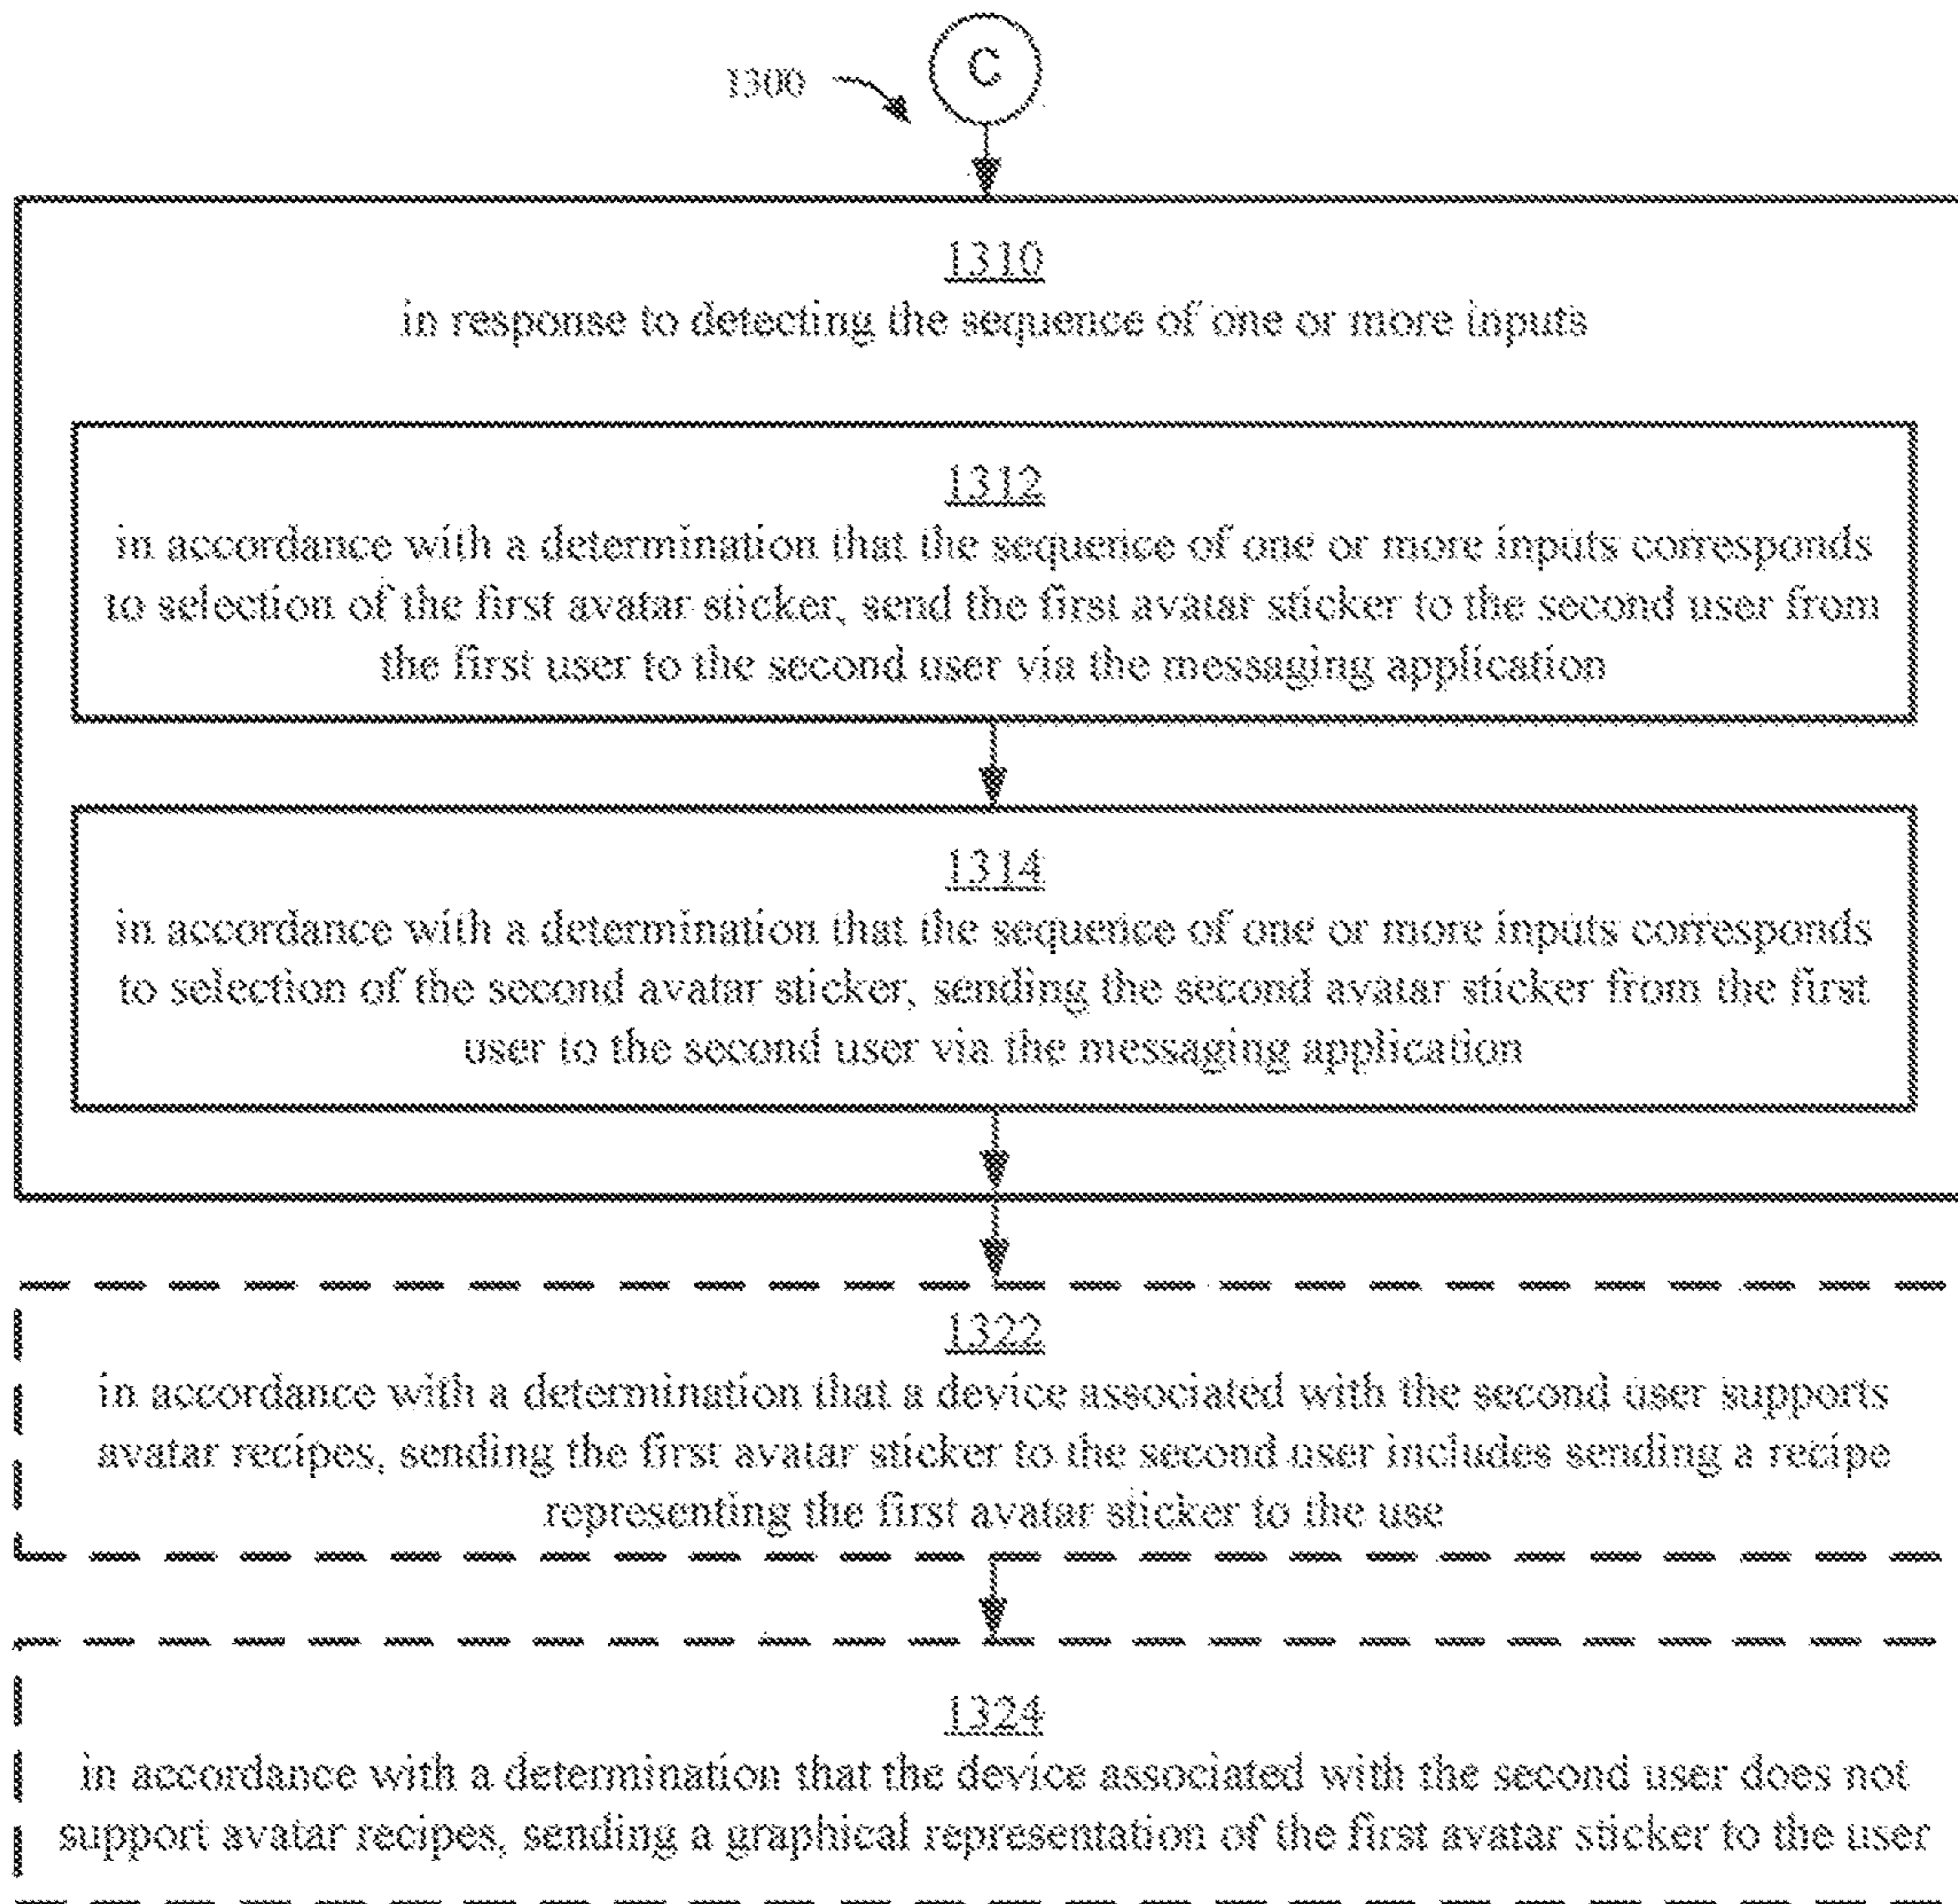 1300
C
1310
in response to detecting the sequence of one or more inputs
1312
in accordance with a determination that the sequence of one or more inputs corresponds
to selection of the first avatar sticker, send the first avatar sticker to the second user from
the first user to the second user via the messaging application
1314
in accordance with a determination that the sequence of one or more inputs corresponds
to selection of the second avatar sticker, sending the second avatar sticker from the first
user to the second user via the messaging application
1322
in accordance with a determination that a device associated with the second user supports
avatar recipes, sending the first avatar sticker to the second user includes sending a recipe
representing the first avatar sticker to the use
1324
in accordance with a determination that the device associated with the second user does not
support avatar recipes, sending a graphical representation of the first avatar sticker to the user